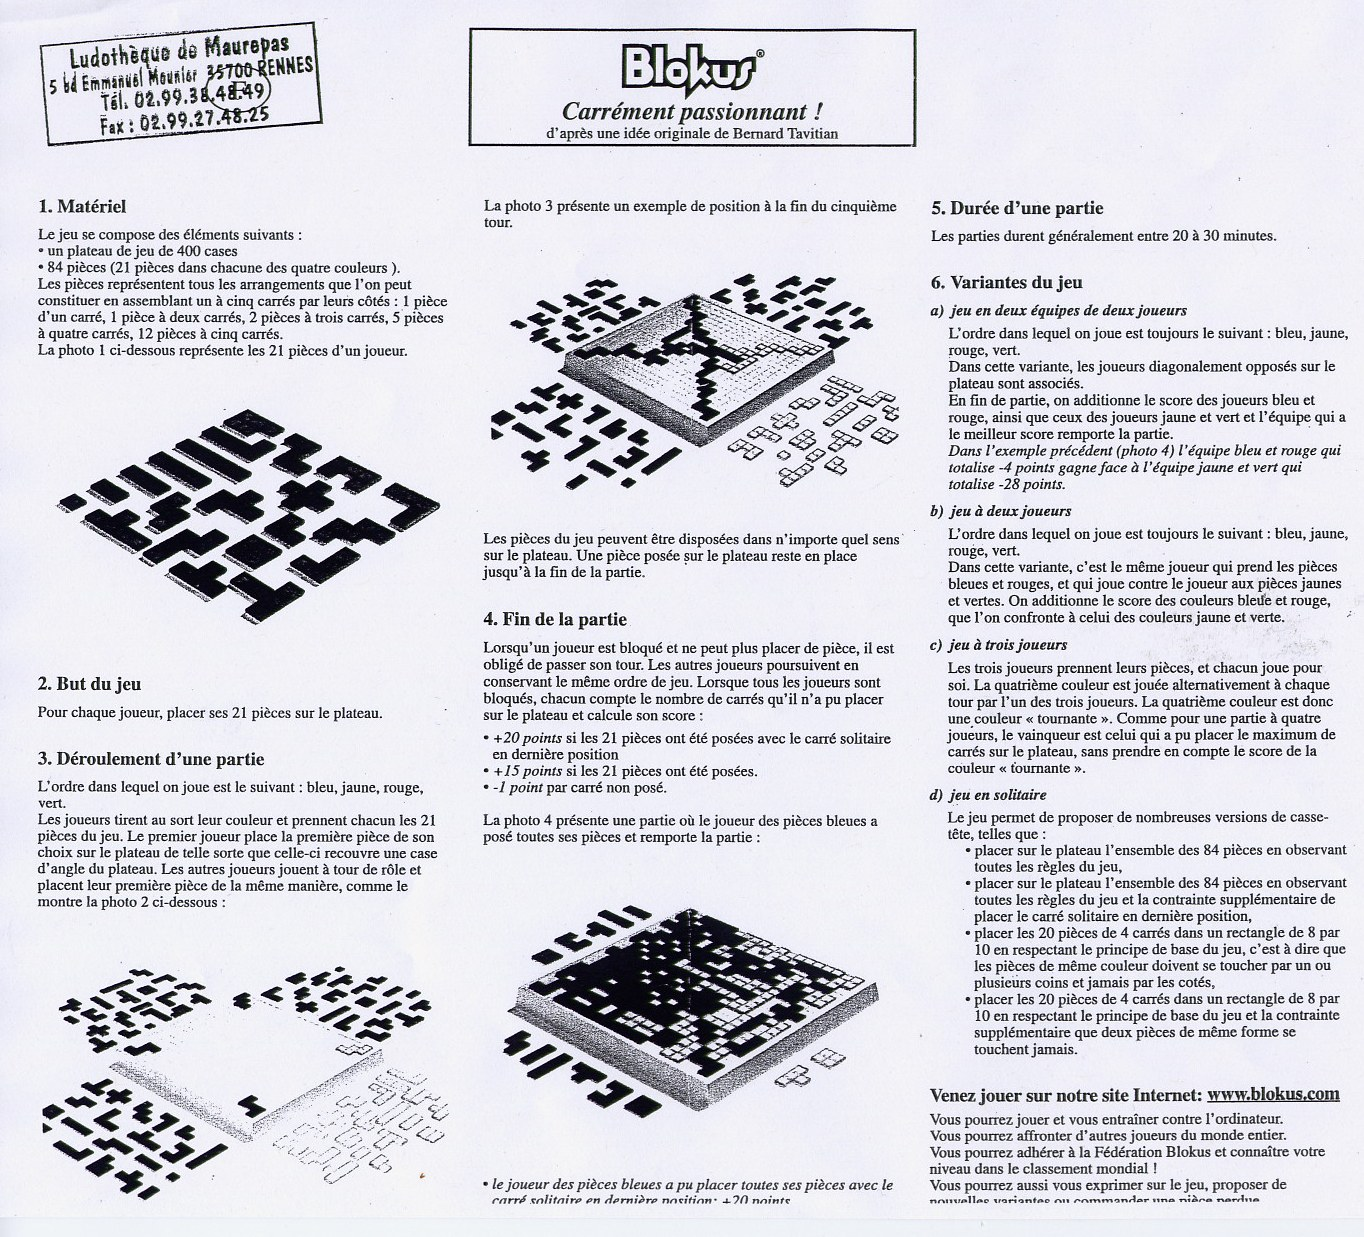 Ludothèque de Maurepas
5 bd Emmanuel Mounier 35700 RENNES
Tél. 02.99.38.48.49
Fax : 02.99.27.48.25
Blokus®
Carrément passionnant !
d'après une idée originale de Bernard Tavitian
1. Matériel
Le jeu se compose des éléments suivants :
• un plateau de jeu de 400 cases
• 84 pièces (21 pièces dans chacune des quatre couleurs ).
Les pièces représentent tous les arrangements que l'on peut
constituer en assemblant un à cinq carrés par leurs côtés : 1 pièce
d'un carré, 1 pièce à deux carrés, 2 pièces à trois carrés, 5 pièces
à quatre carrés, 12 pièces à cinq carrés.
La photo 1 ci-dessous représente les 21 pièces d'un joueur.
2. But du jeu
Pour chaque joueur, placer ses 21 pièces sur le plateau.
3. Déroulement d'une partie
L'ordre dans lequel on joue est le suivant : bleu, jaune, rouge,
vert.
Les joueurs tirent au sort leur couleur et prennent chacun les 21
pièces du jeu. Le premier joueur place la première pièce de son
choix sur le plateau de telle sorte que celle-ci recouvre une case
d'angle du plateau. Les autres joueurs jouent à tour de rôle et
placent leur première pièce de la même manière, comme le
montre la photo 2 ci-dessous :
La photo 3 présente un exemple de position à la fin du cinquième
tour.
Les pièces du jeu peuvent être disposées dans n'importe quel sens
sur le plateau. Une pièce posée sur le plateau reste en place
jusqu'à la fin de la partie.
4. Fin de la partie
Lorsqu'un joueur est bloqué et ne peut plus placer de pièce, il est
obligé de passer son tour. Les autres joueurs poursuivent en
conservant le même ordre de jeu. Lorsque tous les joueurs sont
bloqués, chacun compte le nombre de carrés qu'il n'a pu placer
sur le plateau et calcule son score :
• +20 points si les 21 pièces ont été posées avec le carré solitaire
en dernière position
• +15 points si les 21 pièces ont été posées.
• -1 point par carré non posé.
La photo 4 présente une partie où le joueur des pièces bleues a
posé toutes ses pièces et remporte la partie :
• le joueur des pièces bleues a pu placer toutes ses pièces avec le
carré solitaire en dernière position: +20 points
5. Durée d'une partie
Les parties durent généralement entre 20 à 30 minutes.
6. Variantes du jeu
a) jeu en deux équipes de deux joueurs
L'ordre dans lequel on joue est toujours le suivant : bleu, jaune,
rouge, vert.
Dans cette variante, les joueurs diagonalement opposés sur le
plateau sont associés.
En fin de partie, on additionne le score des joueurs bleu et
rouge, ainsi que ceux des joueurs jaune et vert et l'équipe qui a
le meilleur score remporte la partie.
Dans l'exemple précédent (photo 4) l'équipe bleu et rouge qui
totalise -4 points gagne face à l'équipe jaune et vert qui
totalise -28 points.
b) jeu à deux joueurs
L'ordre dans lequel on joue est toujours le suivant : bleu, jaune,
rouge, vert.
Dans cette variante, c'est le même joueur qui prend les pièces
bleues et rouges, et qui joue contre le joueur aux pièces jaunes
et vertes. On additionne le score des couleurs bleue et rouge,
que l'on confronte à celui des couleurs jaune et verte.
c) jeu à trois joueurs
Les trois joueurs prennent leurs pièces, et chacun joue pour
soi. La quatrième couleur est jouée alternativement à chaque
tour par l'un des trois joueurs. La quatrième couleur est donc
une couleur « tournante ». Comme pour une partie à quatre
joueurs, le vainqueur est celui qui a pu placer le maximum de
carrés sur le plateau, sans prendre en compte le score de la
couleur « tournante ».
d) jeu en solitaire
Le jeu permet de proposer de nombreuses versions de casse-
tête, telles que :
• placer sur le plateau l'ensemble des 84 pièces en observant
toutes les règles du jeu,
• placer sur le plateau l'ensemble des 84 pièces en observant
toutes les règles du jeu et la contrainte supplémentaire de
placer le carré solitaire en dernière position,
• placer les 20 pièces de 4 carrés dans un rectangle de 8 par
10 en respectant le principe de base du jeu, c'est à dire que
les pièces de même couleur doivent se toucher par un ou
plusieurs coins et jamais par les cotés,
• placer les 20 pièces de 4 carrés dans un rectangle de 8 par
10 en respectant le principe de base du jeu et la contrainte
supplémentaire que deux pièces de même forme se
touchent jamais.
Venez jouer sur notre site Internet: www.blokus.com
Vous pourrez jouer et vous entraîner contre l'ordinateur.
Vous pourrez affronter d'autres joueurs du monde entier.
Vous pourrez adhérer à la Fédération Blokus et connaître votre
niveau dans le classement mondial !
Vous pourrez aussi vous exprimer sur le jeu, proposer de
nouvelles variantes ou commander une pièce perdue